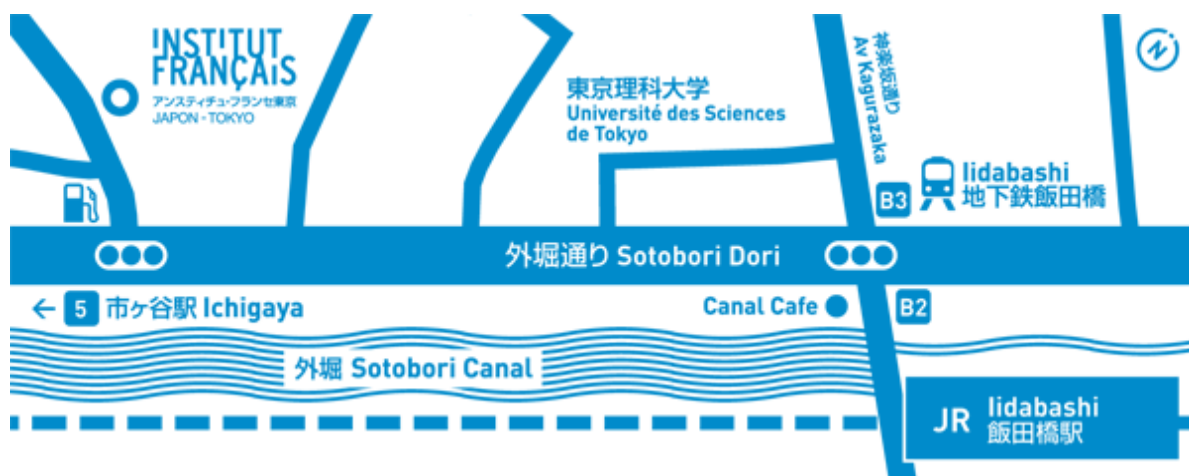 INSTITUT
FRANÇAIS
アンスティチュ・フランセ東京
JAPON - TOKYO
東京理科大学
Université des Sciences
de Tokyo
神楽坂通り
Av Kagurazaka
N
B3
Iidabashi
地下鉄飯田橋
外堀通り Sotobori Dori
← 5 市ヶ谷駅 Ichigaya
Canal Cafe
B2
外堀 Sotobori Canal
JR
Iidabashi
飯田橋駅